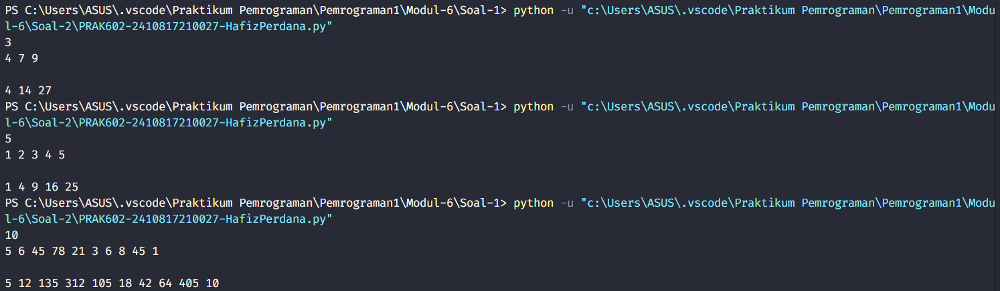 PS C:\Users\ASUS\.vscode\Praktikum Pemrograman\Pemrograman1\Modul-6\Soal-1> python -u "c:\Users\ASUS\.vscode\Praktikum Pemrograman\Pemrograman1\Modu
l-6\Soal-2\PRAK602-2410817210027-HafizPerdana.py"
3
4 7 9
4 14 27
PS C:\Users\ASUS\.vscode\Praktikum Pemrograman\Pemrograman1\Modul-6\Soal-1> python -u "c:\Users\ASUS\.vscode\Praktikum Pemrograman\Pemrograman1\Modu
l-6\Soal-2\PRAK602-2410817210027-HafizPerdana.py"
5
1 2 3 4 5
1 4 9 16 25
PS C:\Users\ASUS\.vscode\Praktikum Pemrograman\Pemrograman1\Modul-6\Soal-1> python -u "c:\Users\ASUS\.vscode\Praktikum Pemrograman\Pemrograman1\Modu
l-6\Soal-2\PRAK602-2410817210027-HafizPerdana.py"
10
5 6 45 78 21 3 6 8 45 1
5 12 135 312 105 18 42 64 405 10